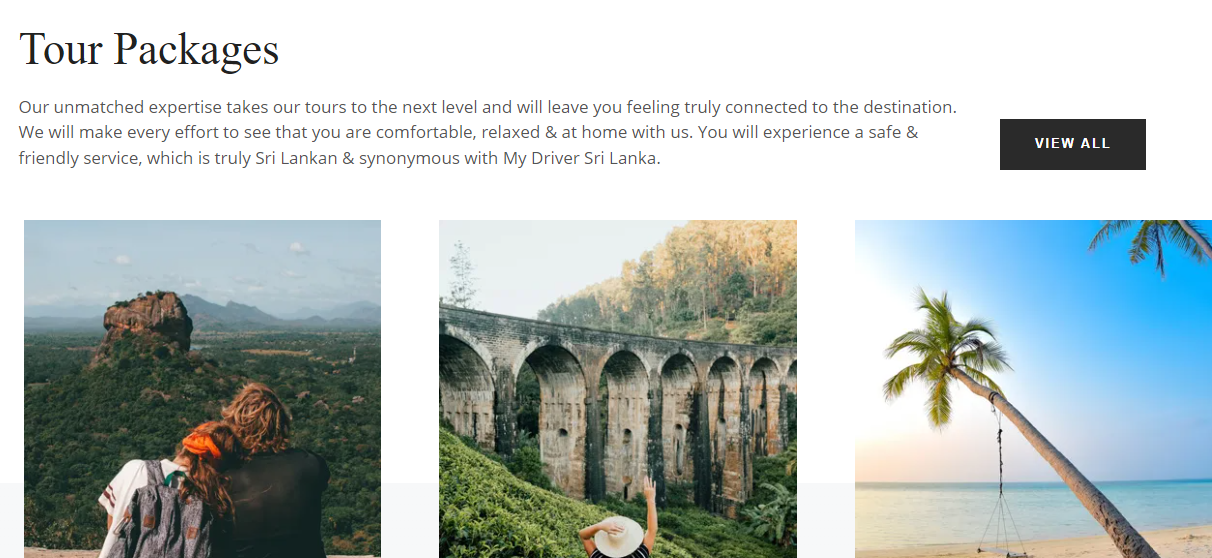 Tour Packages
Our unmatched expertise takes our tours to the next level and will leave you feeling truly connected to the destination.
We will make every effort to see that you are comfortable, relaxed & at home with us. You will experience a safe &
friendly service, which is truly Sri Lankan & synonymous with My Driver Sri Lanka.
VIEW ALL